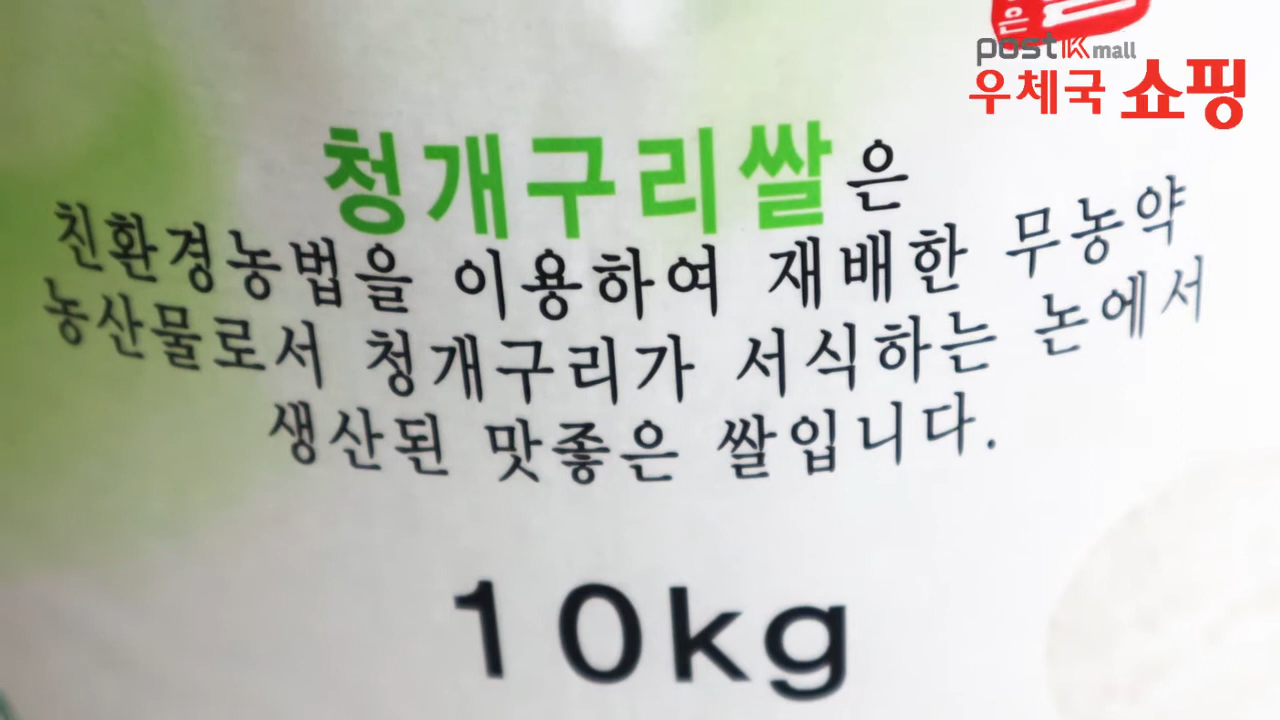 은
postKmall
우체국 쇼핑
청개구리쌀은
친환경농법을 이용하여 재배한 무농약
농산물로서 청개구리가 서식하는 논에서
생산된 맛좋은 쌀입니다.
10kg